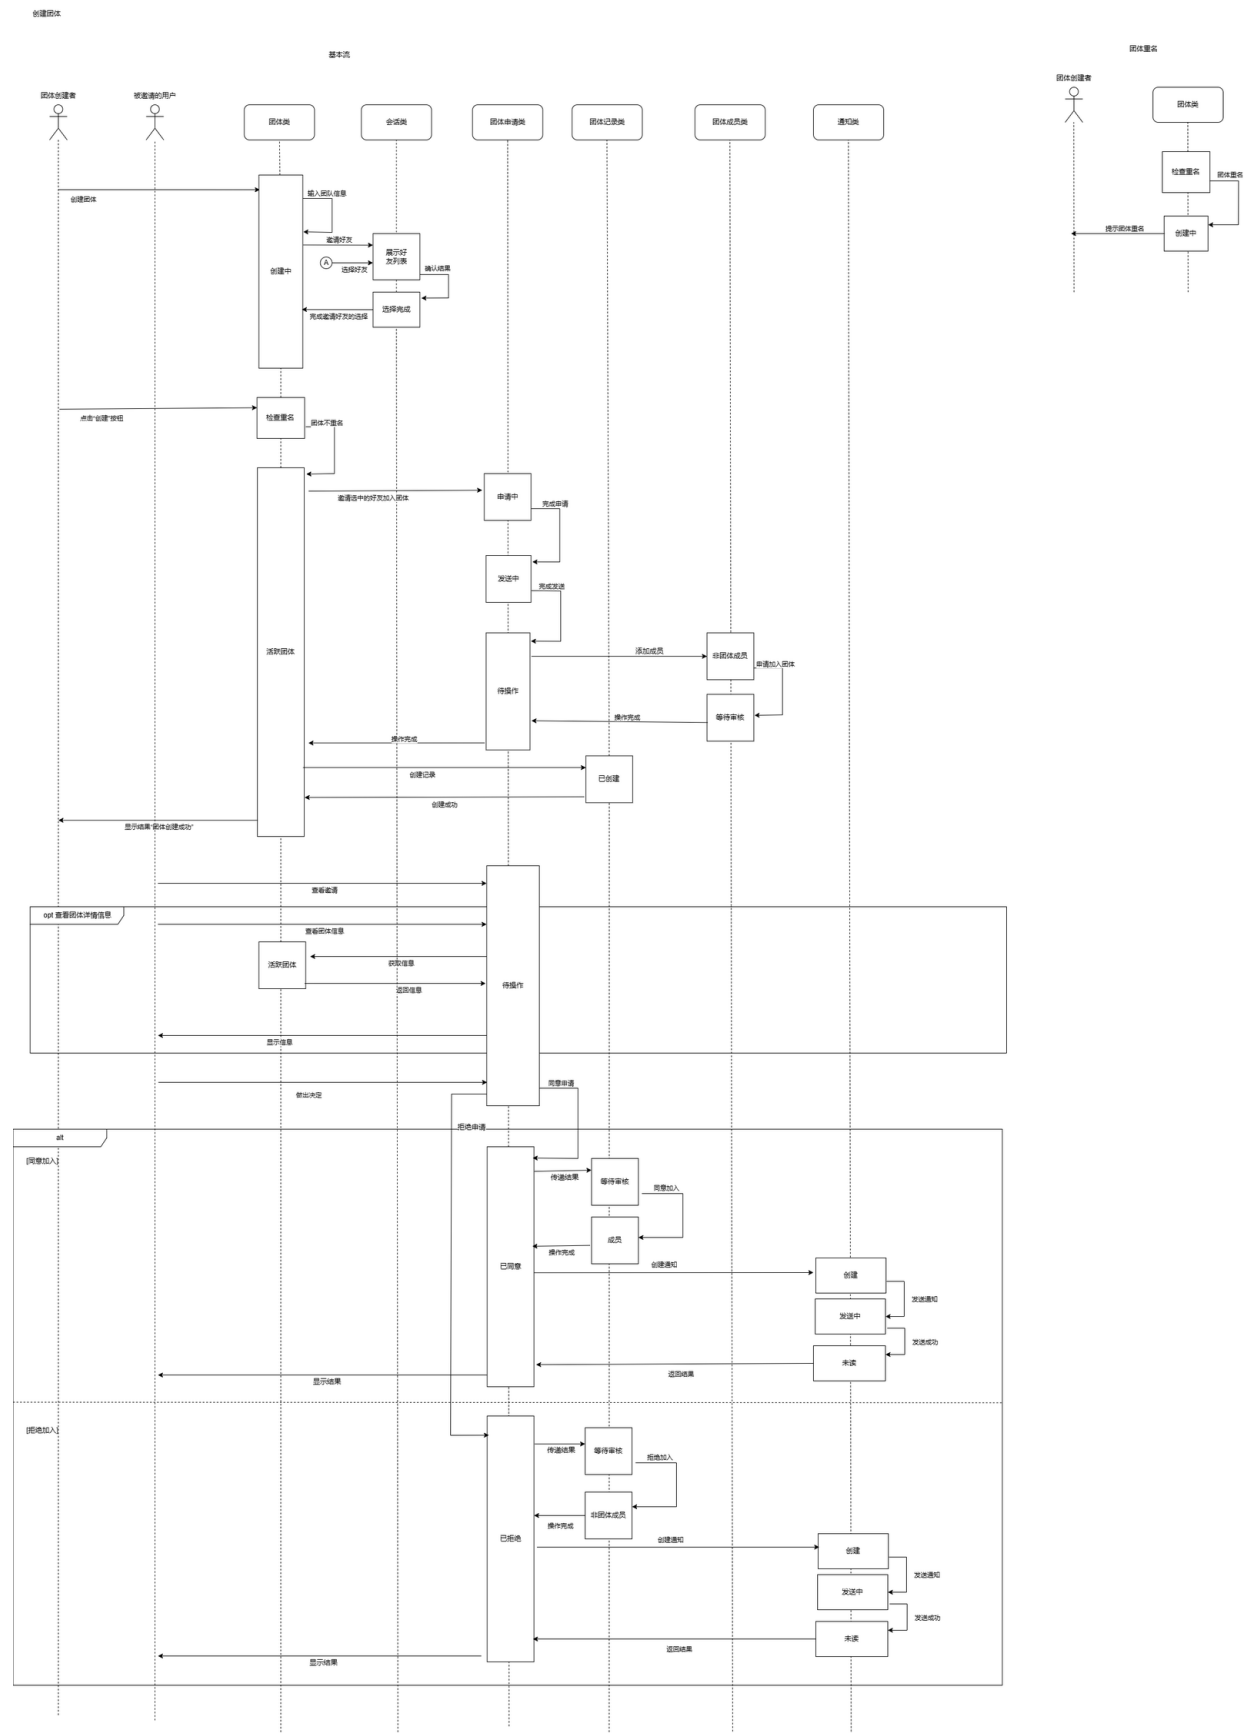 创建团体
基本流
团体重名
团体创建者
被邀请的用户
团体类
会话类
团体申请类
团体记录类
团体成员类
通知类
团体创建者
团体类
检查重名
团体重名
创建中
提示团体重名
创建团体
输入团队信息
邀请好友
创建中
A
选择好友
展示好
友列表
确认结果
选择完成
完成邀请好友的选择
点击“创建”按钮
检查重名
团体不重名
活跃团体
邀请选中的好友加入团体
申请中
完成申请
发送中
完成发送
待操作
添加成员
非团体成员
申请加入团体
等待审核
操作完成
操作完成
创建记录
已创建
创建成功
显示结果“团体创建成功”
查看邀请
opt 查看团体详情信息
查看团体信息
活跃团体
获取信息
返回信息
待操作
显示信息
做出决定
同意申请
拒绝申请
alt
[同意加入]
传递结果
等待审核
同意加入
成员
操作完成
已同意
创建通知
创建
发送通知
发送中
发送成功
未读
返回结果
显示结果
[拒绝加入]
传递结果
等待审核
拒绝加入
非团体成员
操作完成
已拒绝
创建通知
创建
发送通知
发送中
发送成功
未读
返回结果
显示结果